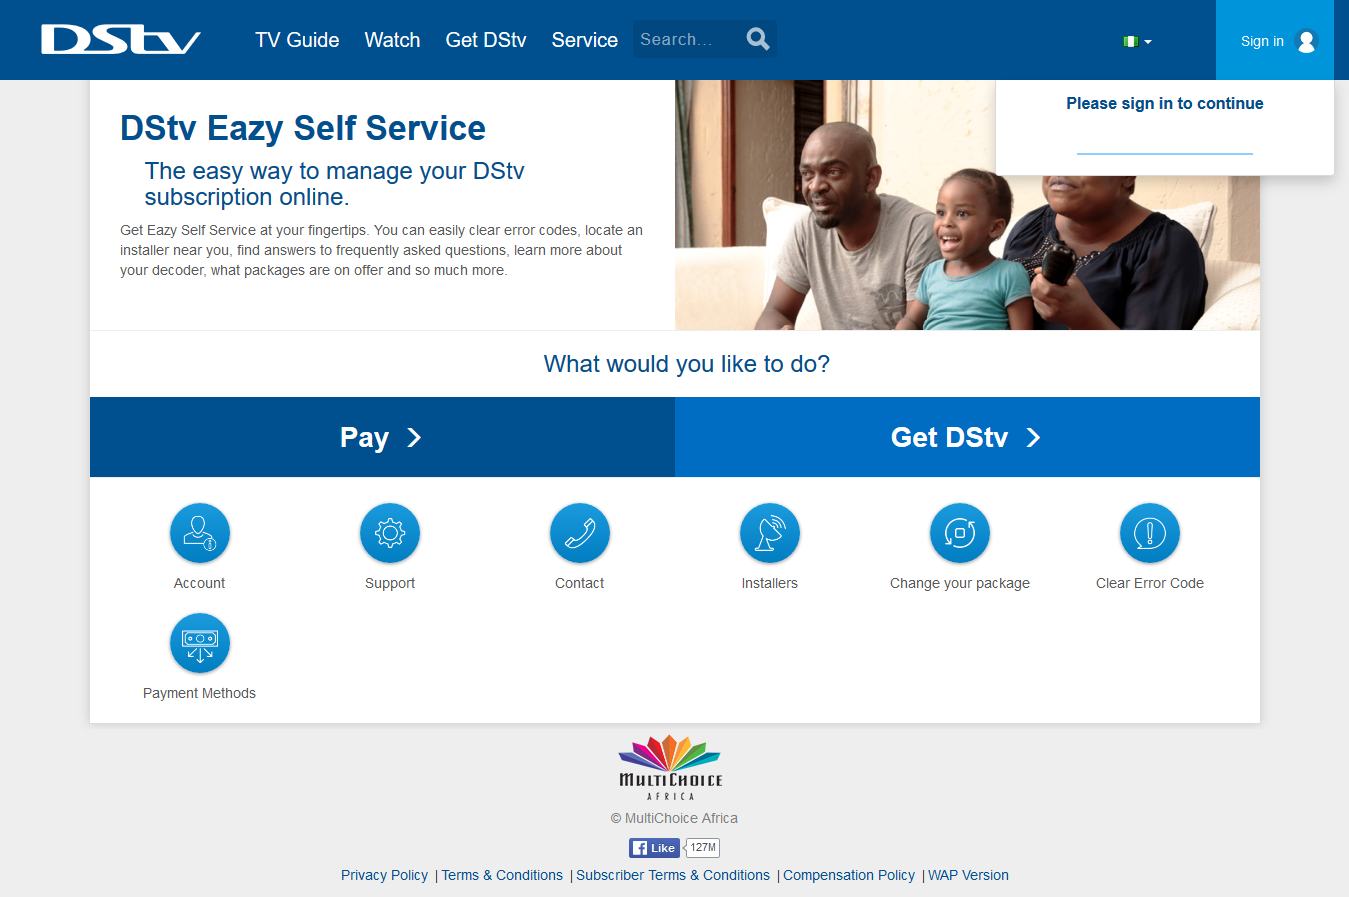 DStv
TV Guide
Watch
Get DStv
Service
Search...
Sign in
Please sign in to continue
DStv Eazy Self Service
The easy way to manage your DStv
subscription online.
Get Eazy Self Service at your fingertips. You can easily clear error codes, locate an
installer near you, find answers to frequently asked questions, learn more about
your decoder, what packages are on offer and so much more.
What would you like to do?
Pay
Get DStv
Account
Support
Contact
Installers
Change your package
Clear Error Code
Payment Methods
MULTICHOICE
AFRICA
© MultiChoice Africa
Like 127M
Privacy Policy | Terms & Conditions | Subscriber Terms & Conditions | Compensation Policy | WAP Version